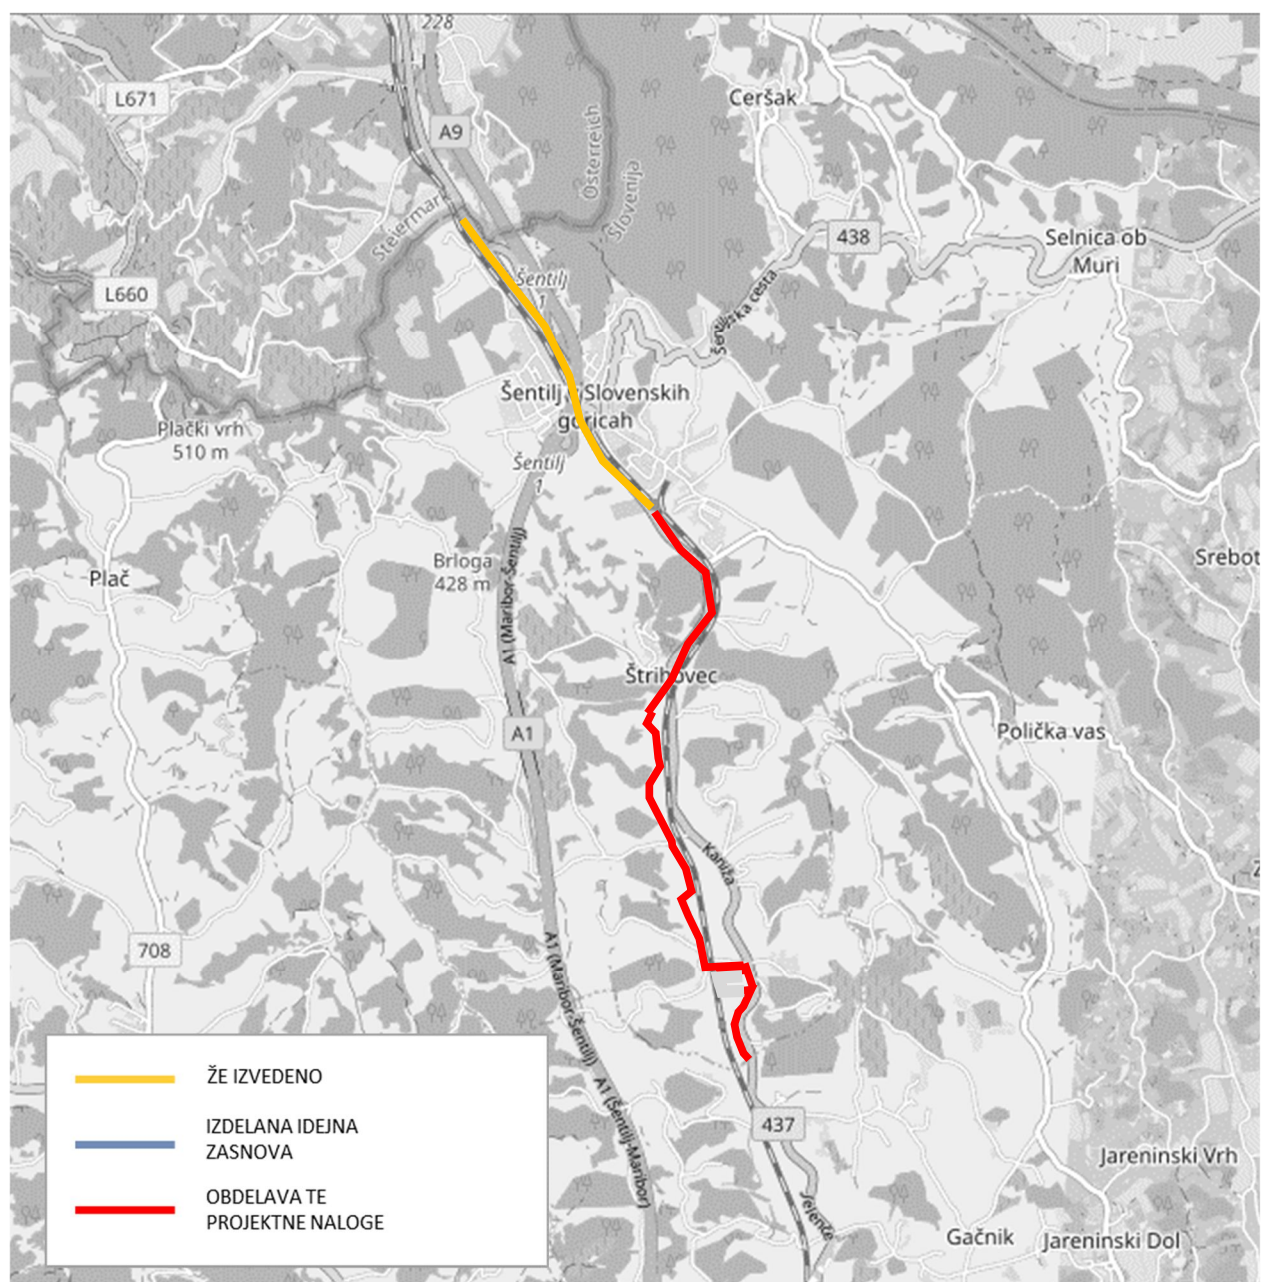 228
L671
Ceršak
A9
Österreich
Slovenija
Steiermark
438
Selnica ob
Muri
Šentilj
1
L660
Šentiljska cesta
Šentilj v Slovenskih
goricah
Plački vrh
510 m
Šentilj
1
A1 (Maribor-Šentilj)
Brloga
428 m
Plač
Srebot
Štrihovec
A1
Polička vas
Kaniža
708
A1 (Maribor-Šentilj)
A1 (Šentilj-Maribor)
437
Jareninski Vrh
Jelenče
Gačnik
Jareninski Dol
ŽE IZVEDENO
IZDELANA IDEJNA
ZASNOVA
OBDELAVA TE
PROJEKTNE NALOGE